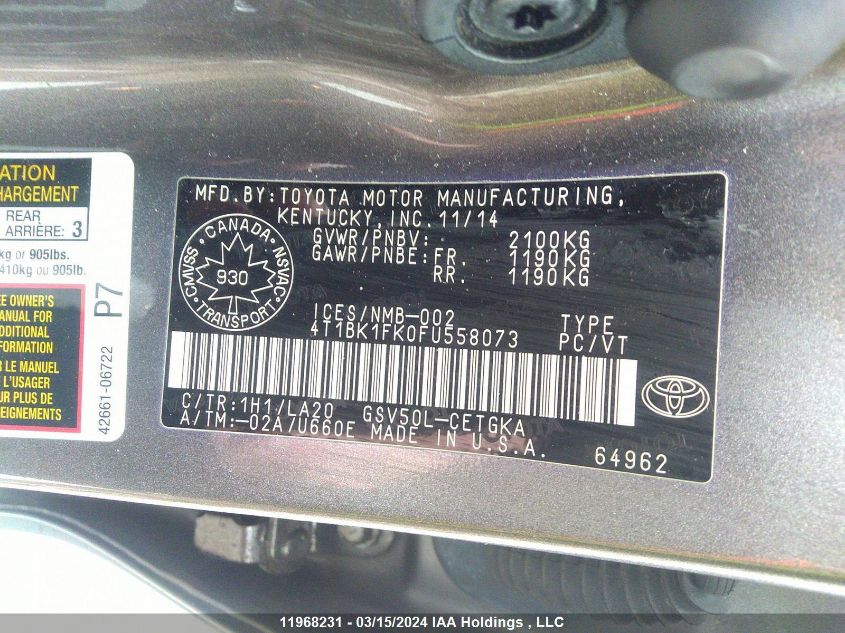 ATION
HARGEMENT
REAR
ARRIÈRE: 3
kg or 905lbs.
410kg ou 905lb.
EE OWNER'S
MANUAL FOR
DDITIONAL
FORMATION
R LE MANUEL
L'USAGER
UR PLUS DE
EIGNEMENTS
P7
42661-06722
MFD. BY: TOYOTA MOTOR MANUFACTURING,
KENTUCKY, INC. 11/14
GVWR/PNBV: 2100KG
GAWR/PNBE: FR. 1190KG
RR. 1190KG
CANADA
CMVSS NSVAC
930
TRANSPORT
ICES/NMB-002
4T1BK1FK0FU558073
TYPE
PC/VT
C/TR: 1H1/LA20 GSV50L-CETGKA
A/TM: -02A/U660E MADE IN U.S.A.
64962
11968231 - 03/15/2024 IAA Holdings , LLC